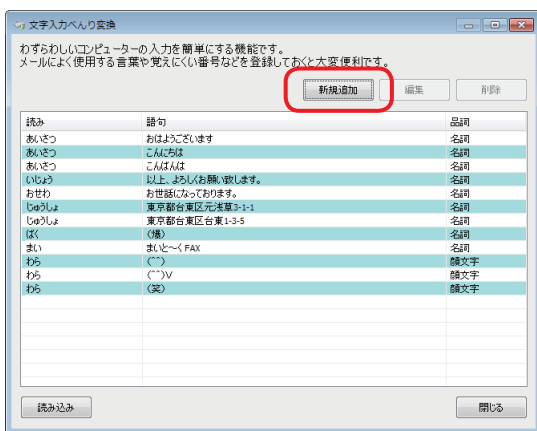 文字入力べんり変換
わずらわしいコンピューターの入力を簡単にする機能です。
メールによく使用する言葉や覚えにくい番号などを登録しておくと大変便利です。
新規追加 編集 削除
読み 語句 品詞
あいさつ おはようございます 名詞
あいさつ こんにちは 名詞
あいさつ こんばんは 名詞
いじょう 以上、よろしくお願い致します。 名詞
おせわ お世話になっております。 名詞
じゅうしょ 東京都台東区元浅草3-1-1 名詞
じゅうしょ 東京都台東区台東1-3-5 名詞
ばく （爆） 名詞
まい まいと～く FAX 名詞
わら (^^) 顔文字
わら (^^)V 顔文字
わら （笑） 顔文字
読み込み 閉じる